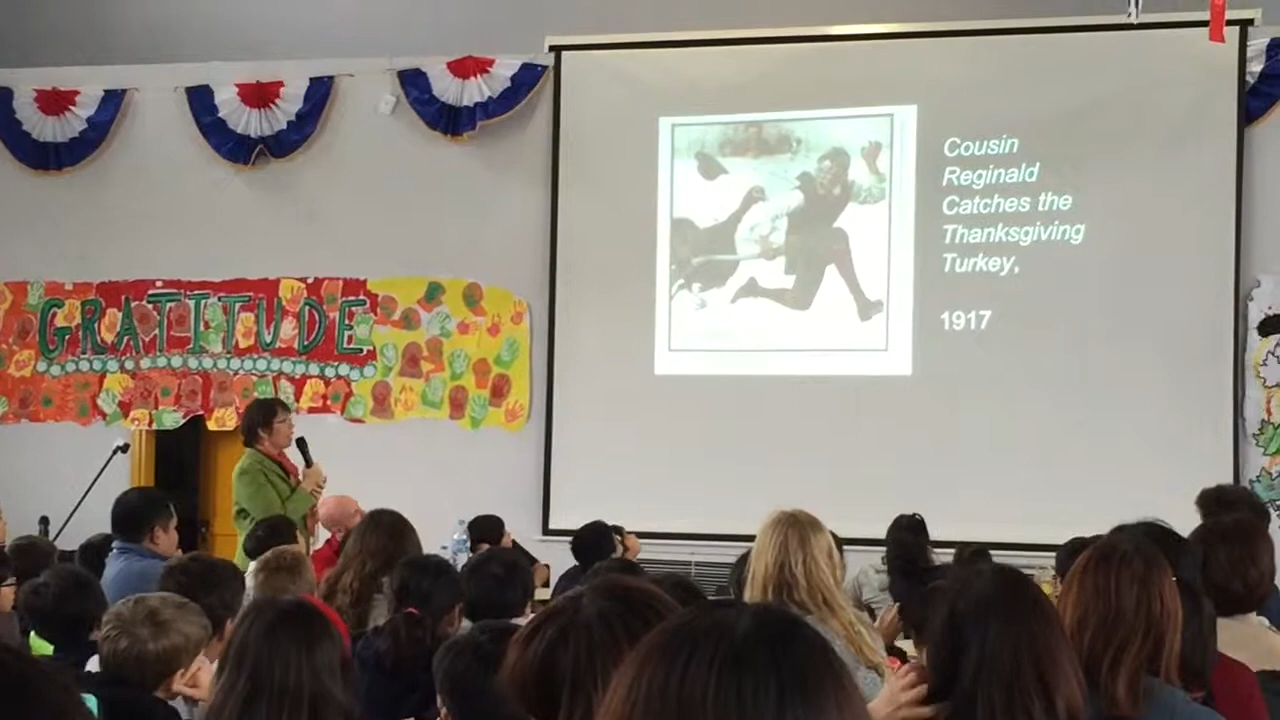 GRATITUDE
Cousin
Reginald
Catches the
Thanksgiving
Turkey,
1917